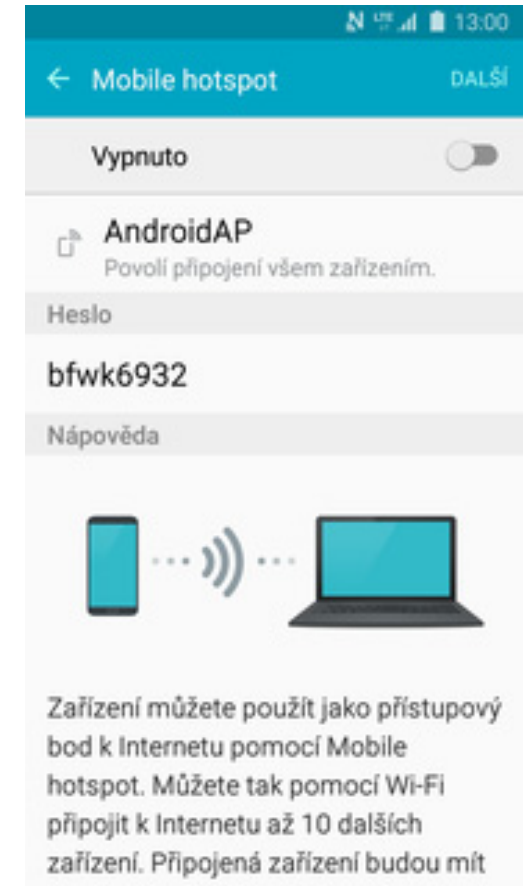 LTE 13:00
Mobile hotspot DALŠÍ
Vypnuto
AndroidAP
Povolí připojení všem zařízením.
Heslo
bfwk6932
Nápověda
Zařízení můžete použít jako přístupový
bod k Internetu pomocí Mobile
hotspot. Můžete tak pomocí Wi-Fi
připojit k Internetu až 10 dalších
zařízení. Připojená zařízení budou mít